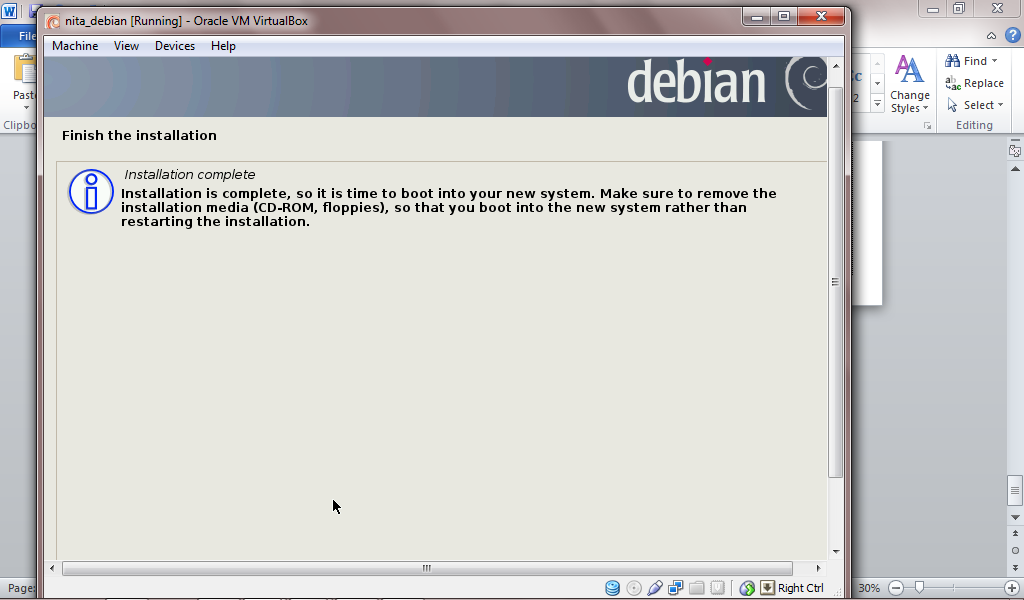 nita_debian [Running] - Oracle VM VirtualBox
File
Machine View Devices Help
debian
Finish the installation
Installation complete
Installation is complete, so it is time to boot into your new system. Make sure to remove the
installation media (CD-ROM, floppies), so that you boot into the new system rather than
restarting the installation.
Paste
Clipbo
Change
Styles
Find
Replace
Select
Editing
Right Ctrl
Page:
30%